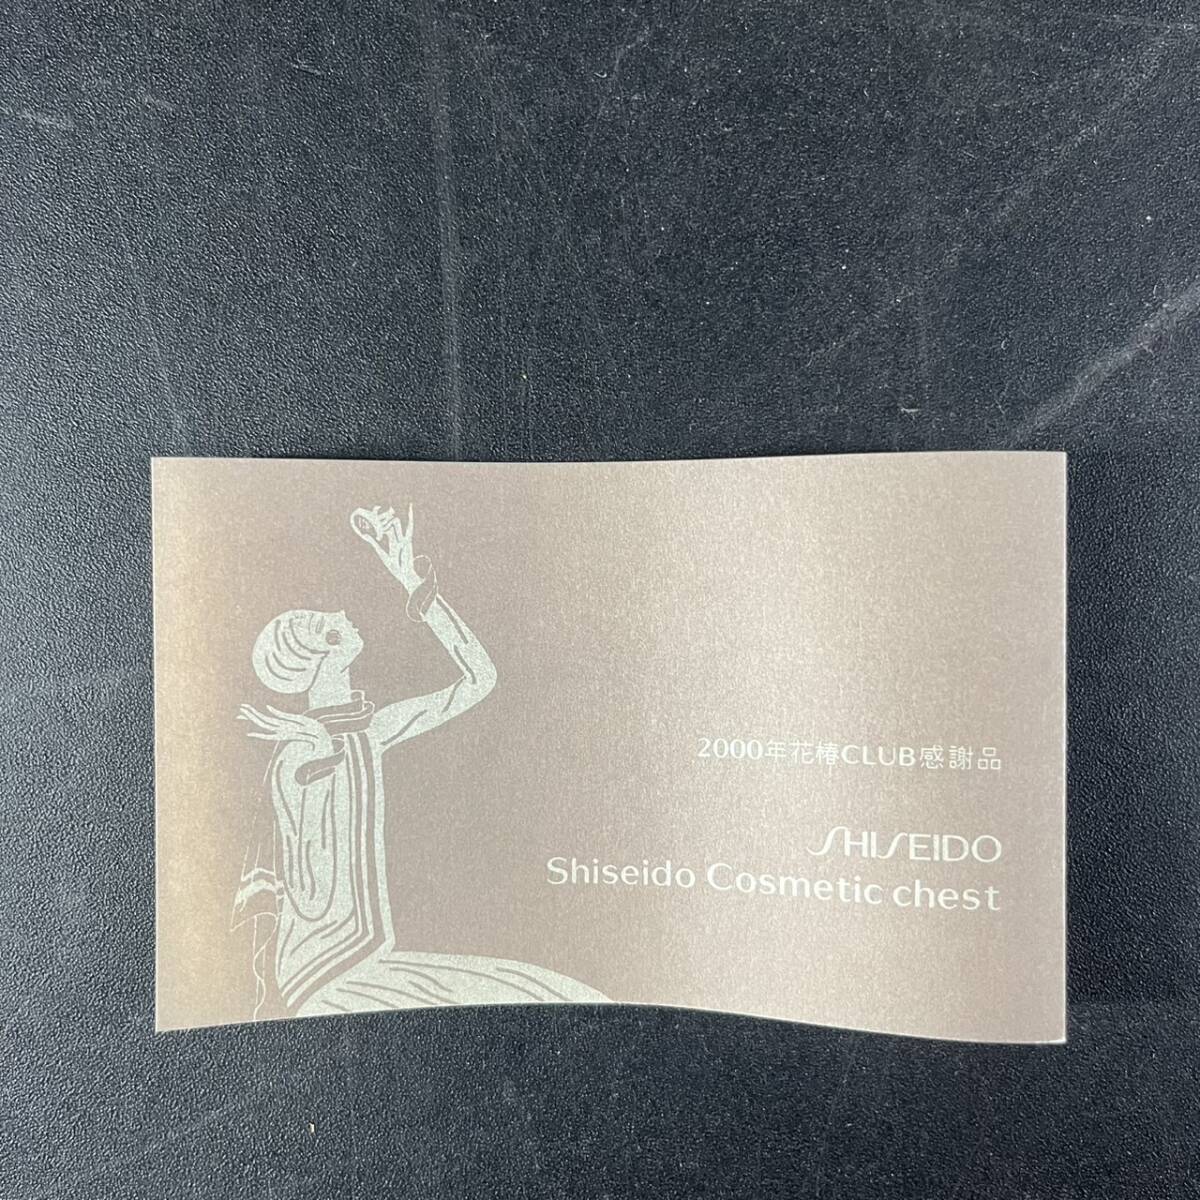 2000年花椿CLUB感謝品
SHISEIDO
Shiseido Cosmetic chest